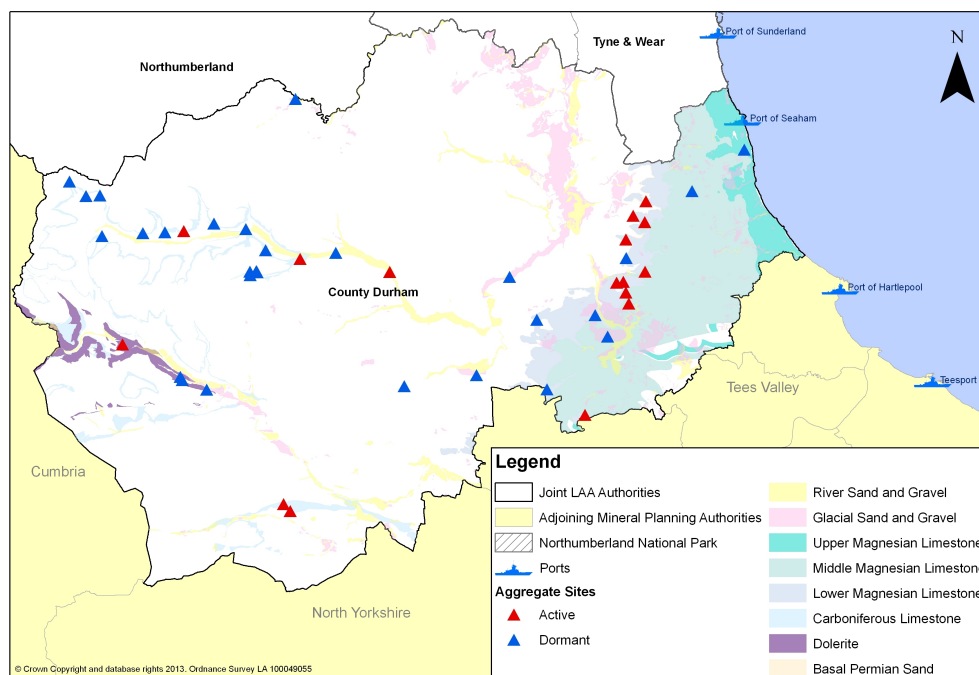 Tyne & Wear
Port of Sunderland
N
Northumberland
Port of Seaham
County Durham
Port of Hartlepool
Tees Valley
Teesport
Cumbria
North Yorkshire
Legend
Joint LAA Authorities
Adjoining Mineral Planning Authorities
Northumberland National Park
Ports
Aggregate Sites
Active
Dormant
River Sand and Gravel
Glacial Sand and Gravel
Upper Magnesian Limestone
Middle Magnesian Limestone
Lower Magnesian Limestone
Carboniferous Limestone
Dolerite
Basal Permian Sand
© Crown Copyright and database rights 2013. Ordnance Survey LA 100049055